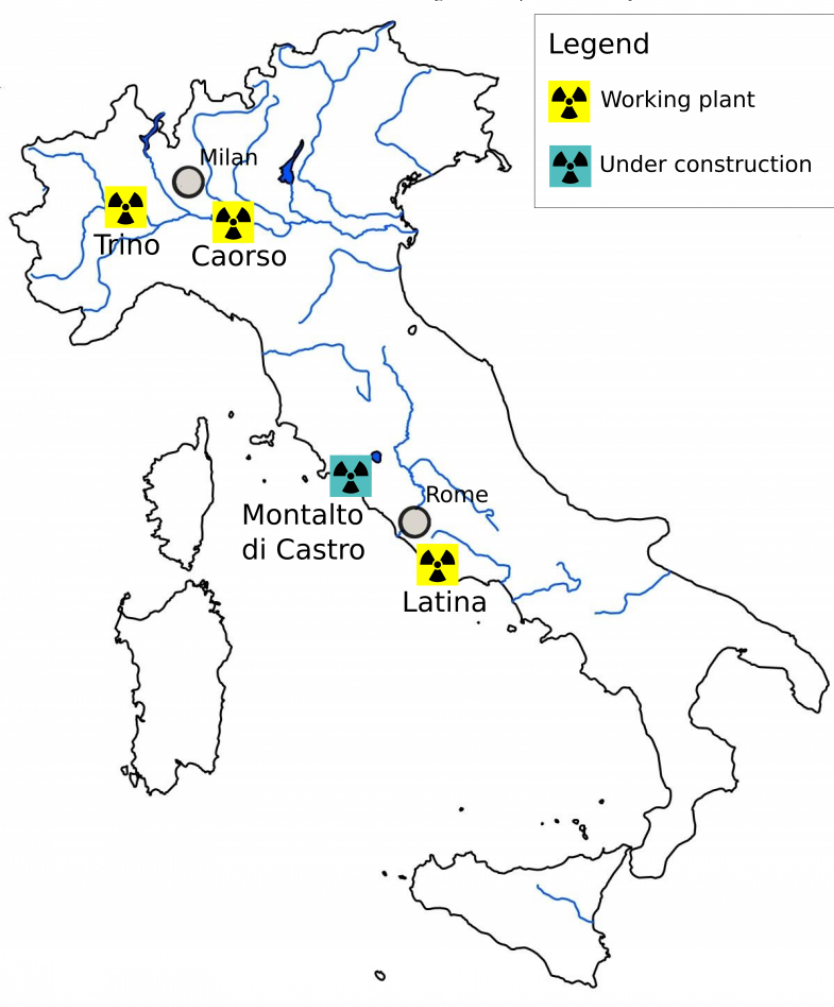 Legend
Working plant
Under construction
Milan
Trino
Caorso
Rome
Montalto
di Castro
Latina